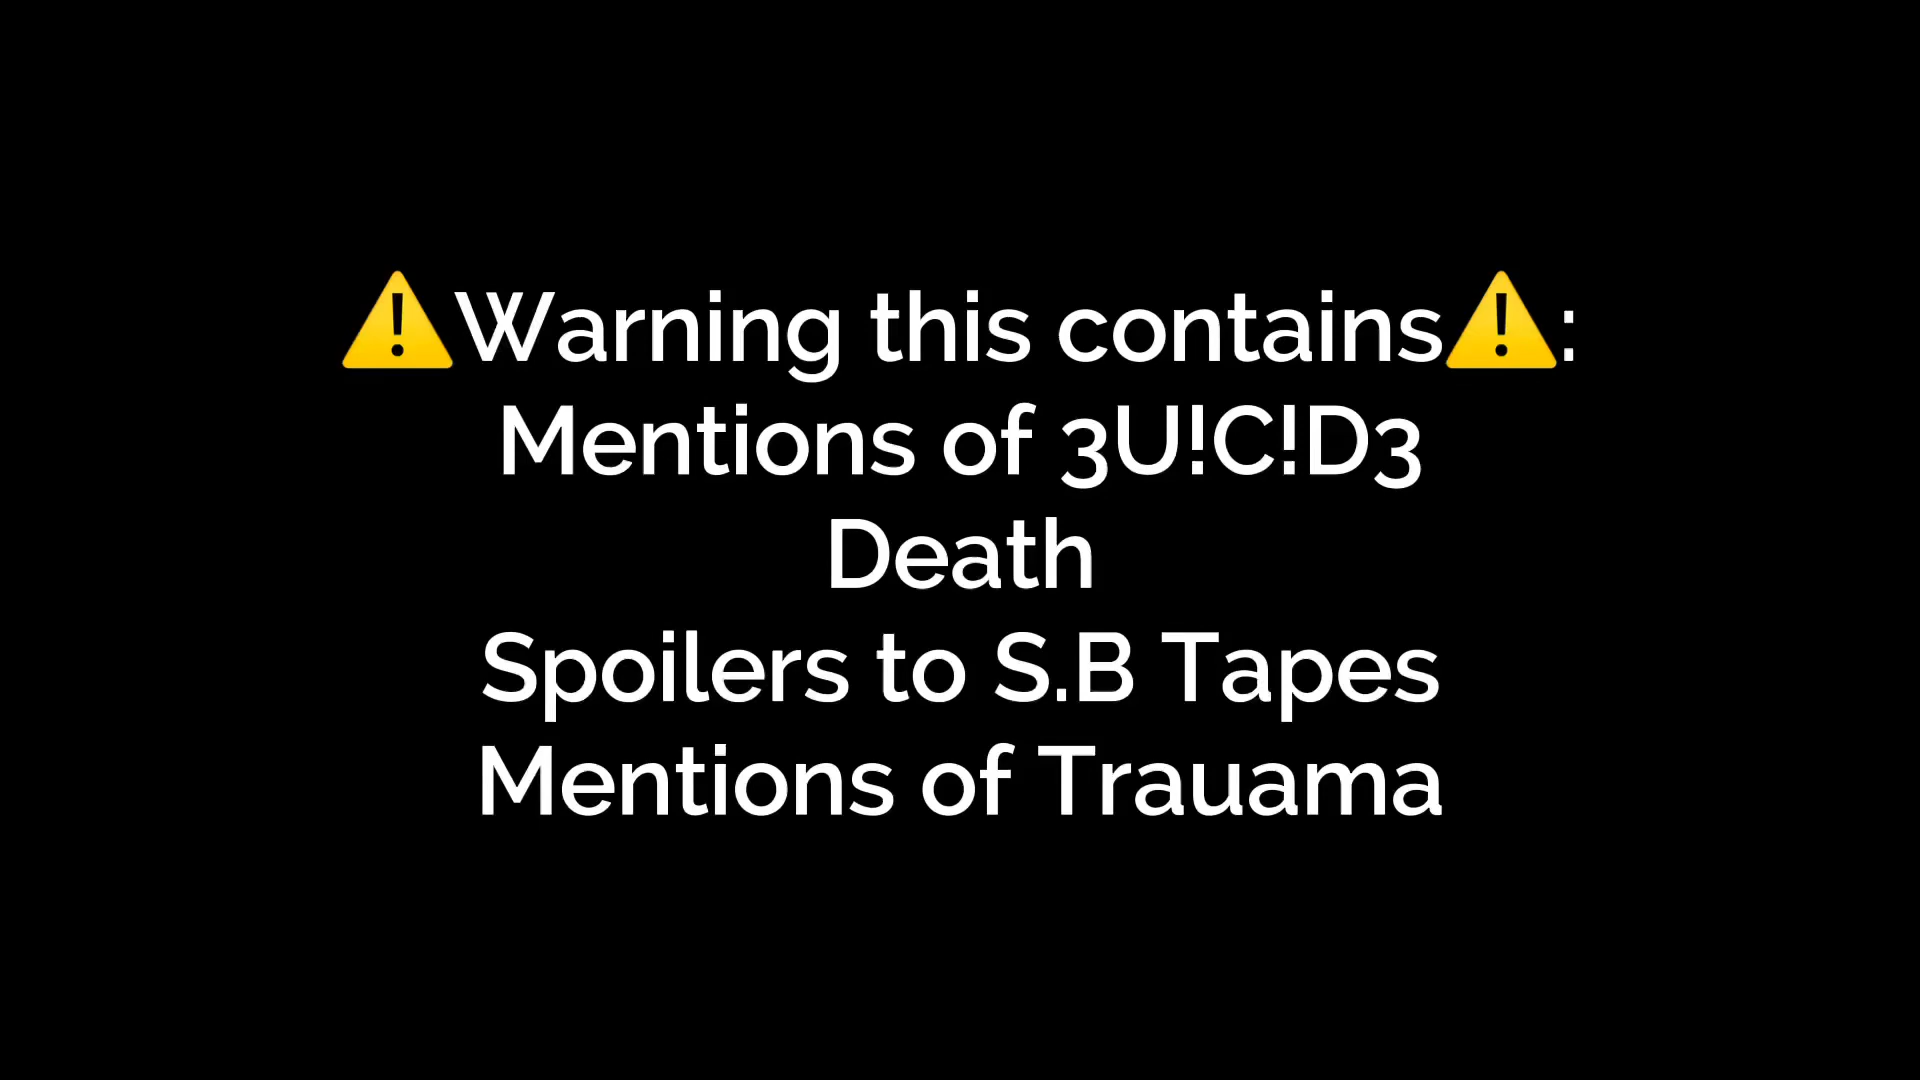 ⚠️Warning this contains⚠️:
Mentions of 3U!C!D3
Death
Spoilers to S.B Tapes
Mentions of Trauama